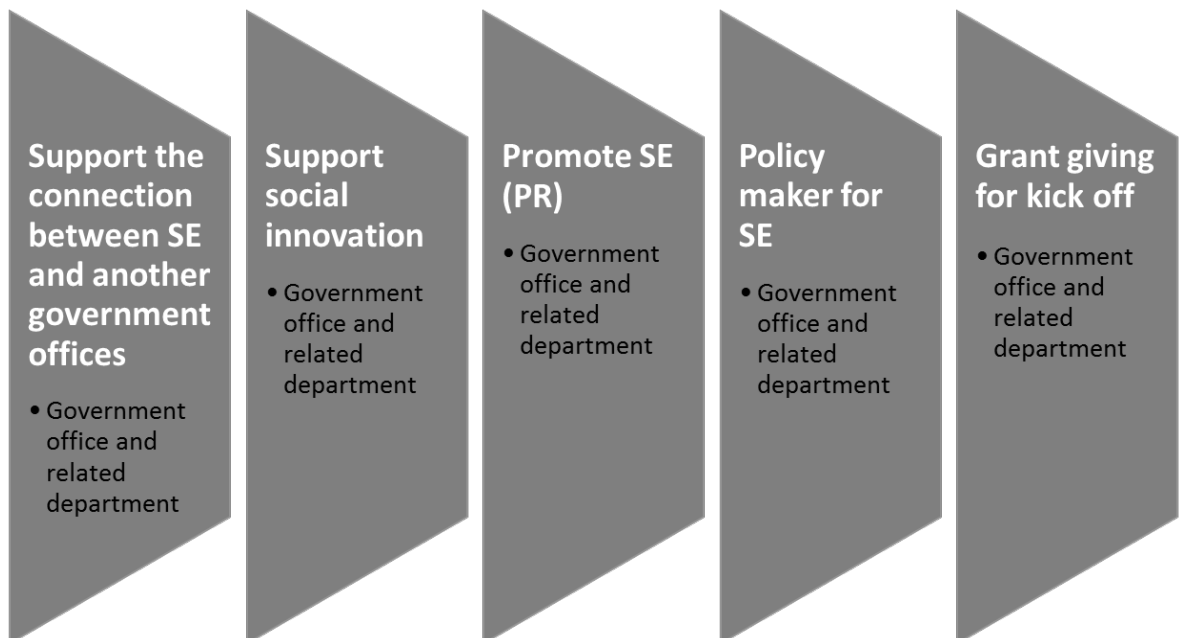 Support the
connection
between SE
and another
government
offices
• Government
office and
related
department
Support
social
innovation
• Government
office and
related
department
Promote SE
(PR)
• Government
office and
related
department
Policy
maker for
SE
• Government
office and
related
department
Grant giving
for kick off
• Government
office and
related
department